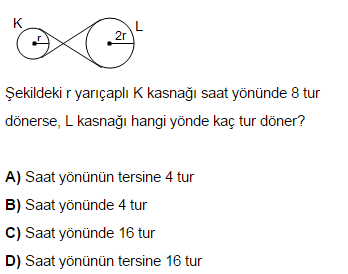 K
L
r
2r
Şekildeki r yarıçaplı K kasnağı saat yönünde 8 tur
dönerse, L kasnağı hangi yönde kaç tur döner?
A) Saat yönünün tersine 4 tur
B) Saat yönünde 4 tur
C) Saat yönünde 16 tur
D) Saat yönünün tersine 16 tur